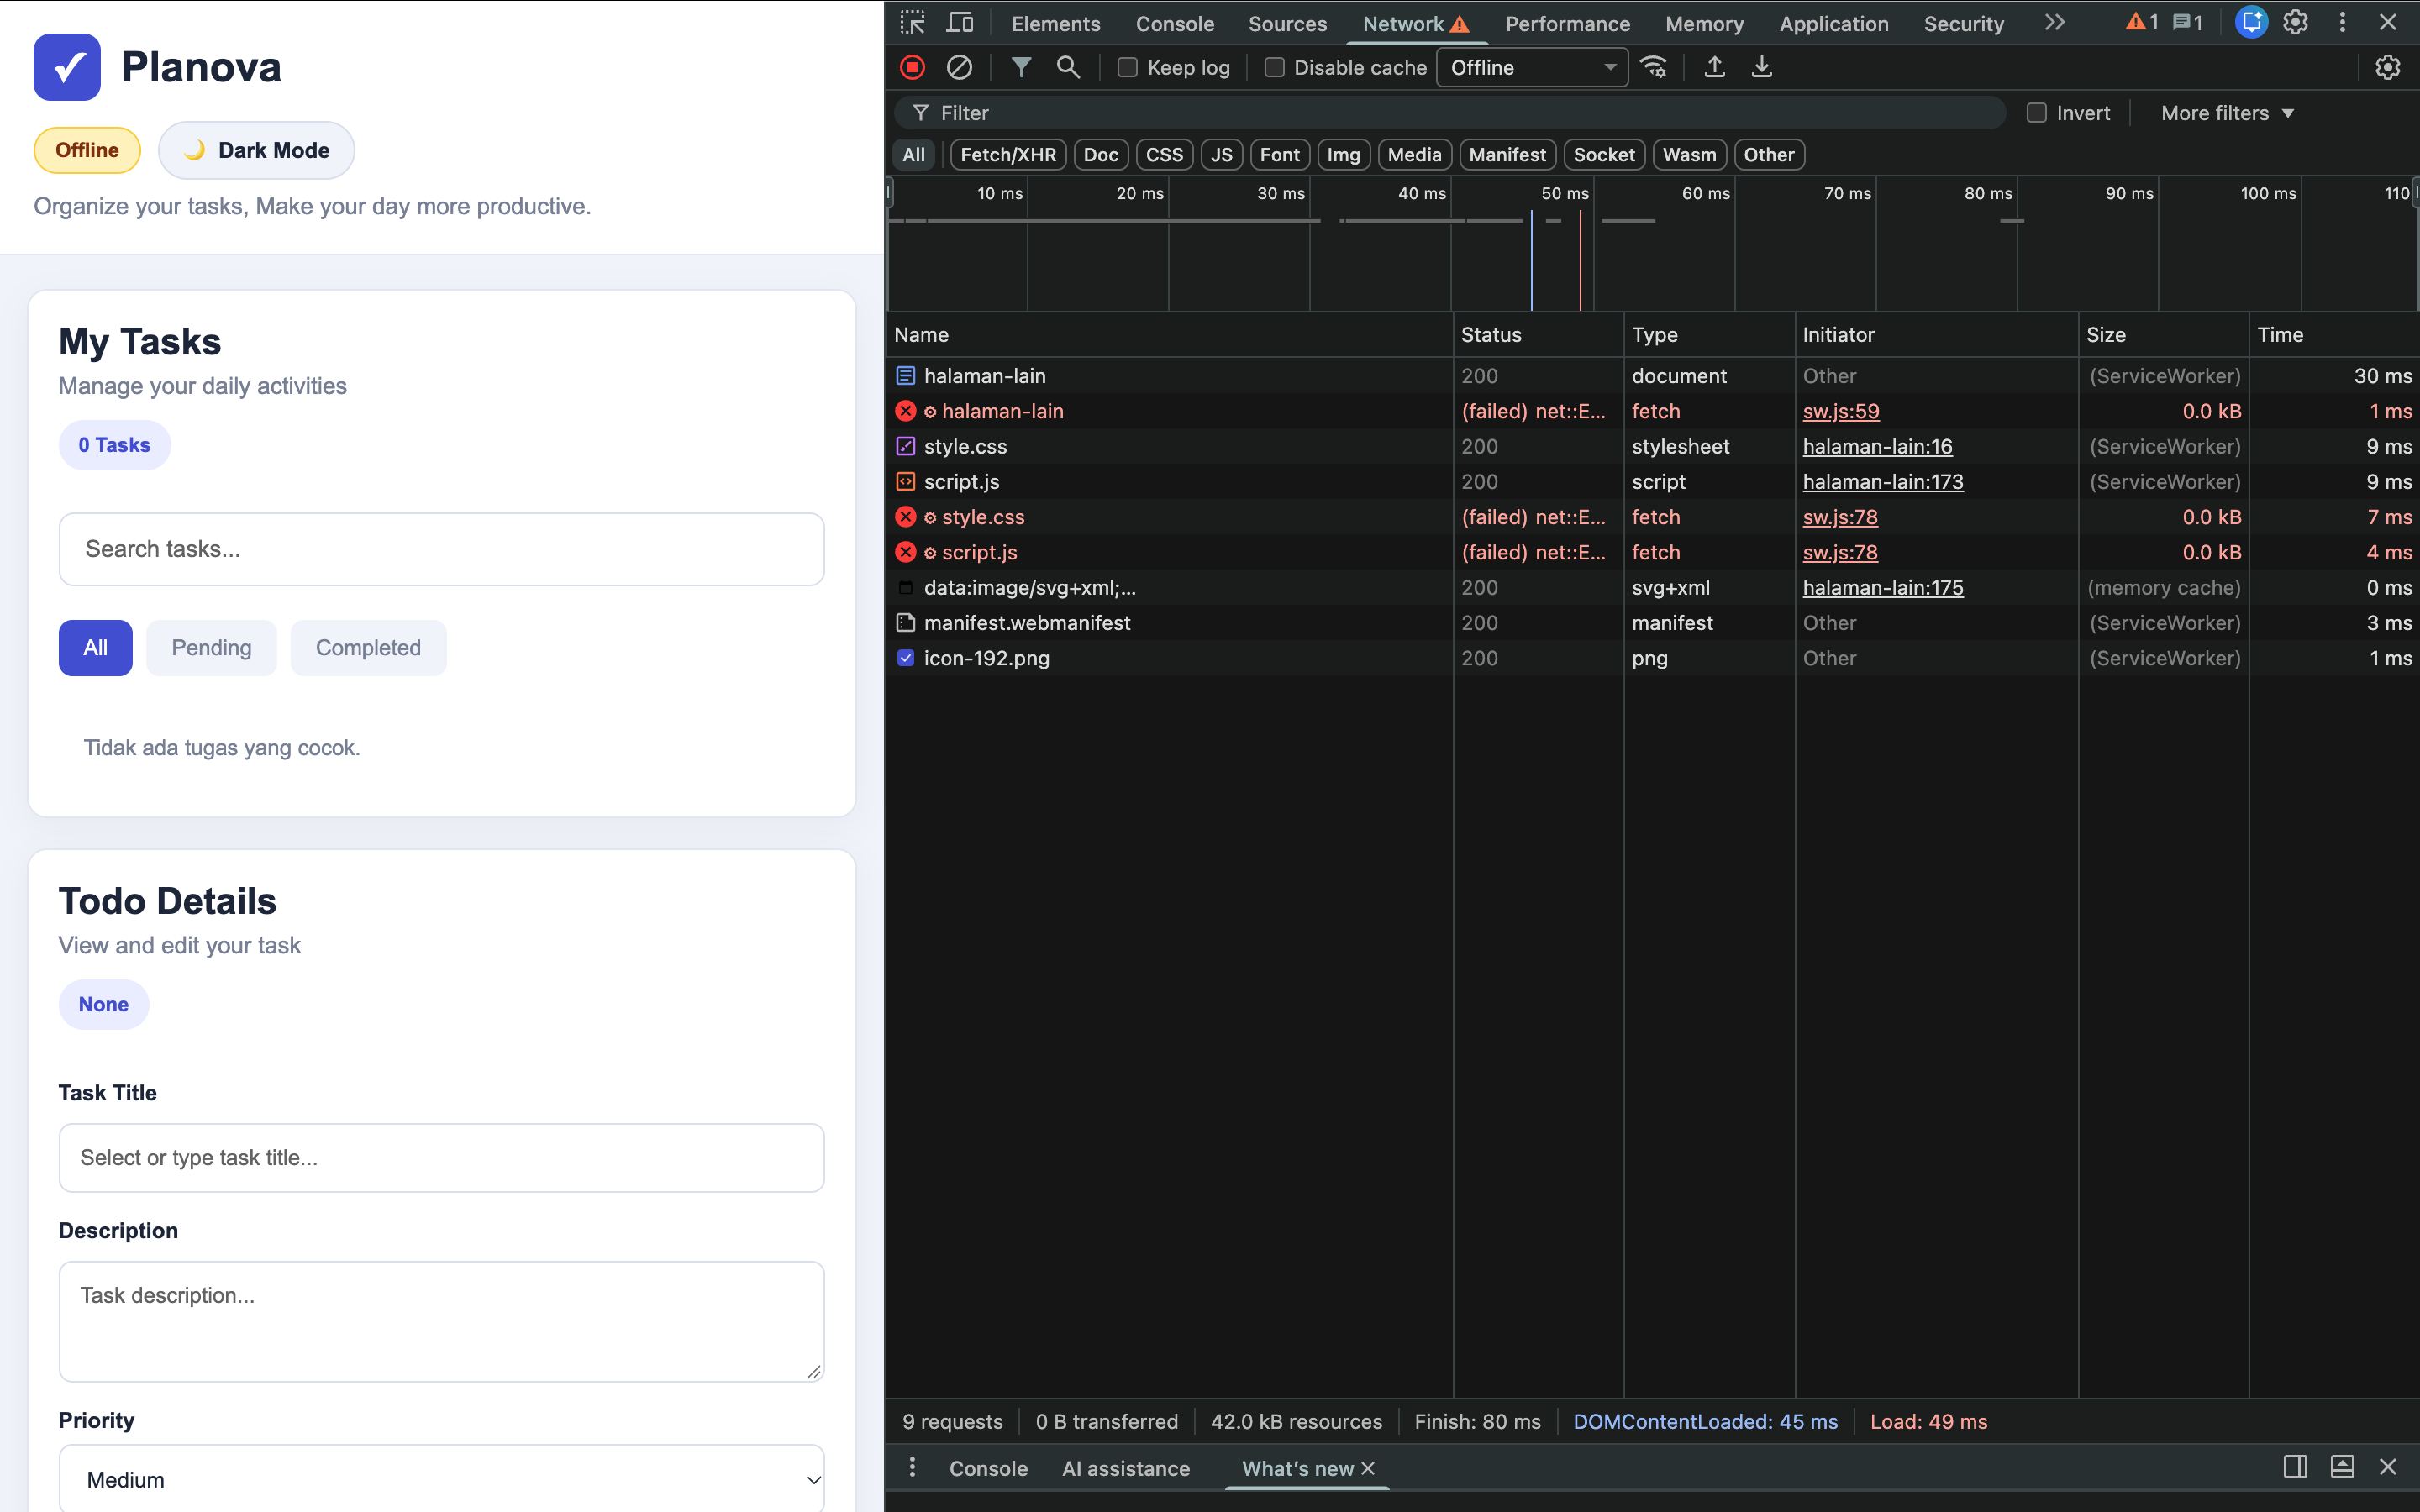 Planova
Offline
🌙 Dark Mode
Organize your tasks, Make your day more productive.
My Tasks
Manage your daily activities
0 Tasks
Search tasks...
All Pending Completed
Tidak ada tugas yang cocok.
Todo Details
View and edit your task
None
Task Title
Select or type task title...
Description
Task description...
Priority
Medium
Elements Console Sources Network Performance Memory Application Security 1 1
Keep log Disable cache Offline
Filter Invert More filters
All Fetch/XHR Doc CSS JS Font Img Media Manifest Socket Wasm Other
10 ms 20 ms 30 ms 40 ms 50 ms 60 ms 70 ms 80 ms 90 ms 100 ms 110
Name Status Type Initiator Size Time
halaman-lain 200 document Other (ServiceWorker) 30 ms
halaman-lain (failed) net::E... fetch sw.js:59 0.0 kB 1 ms
style.css 200 stylesheet halaman-lain:16 (ServiceWorker) 9 ms
script.js 200 script halaman-lain:173 (ServiceWorker) 9 ms
style.css (failed) net::E... fetch sw.js:78 0.0 kB 7 ms
script.js (failed) net::E... fetch sw.js:78 0.0 kB 4 ms
data:image/svg+xml;... 200 svg+xml halaman-lain:175 (memory cache) 0 ms
manifest.webmanifest 200 manifest Other (ServiceWorker) 3 ms
icon-192.png 200 png Other (ServiceWorker) 1 ms
9 requests 0 B transferred 42.0 kB resources Finish: 80 ms DOMContentLoaded: 45 ms Load: 49 ms
Console AI assistance What's new